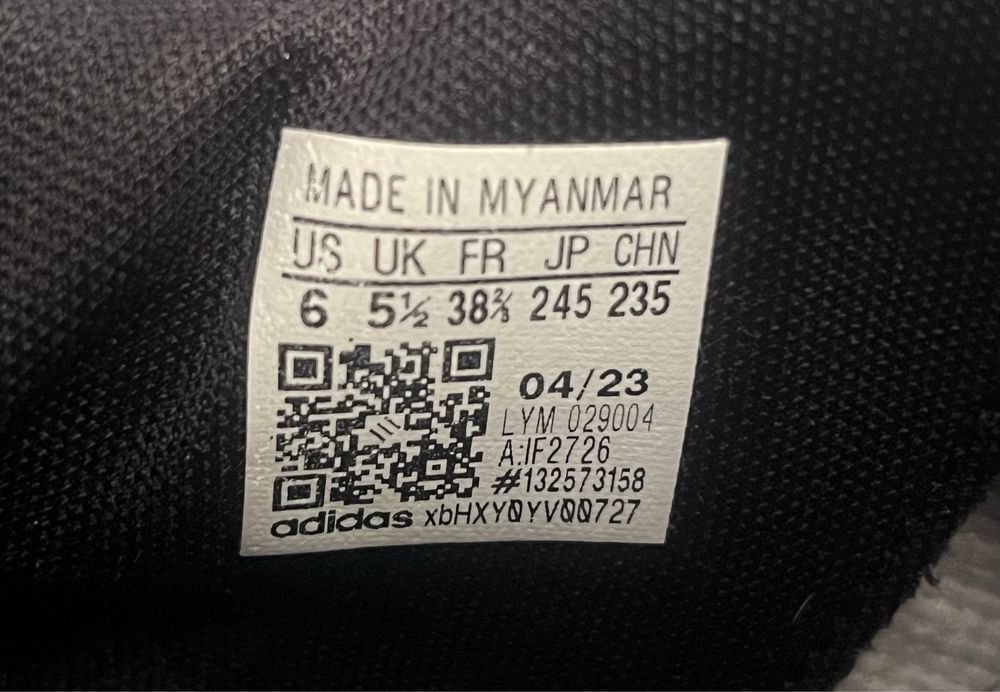 MADE IN MYANMAR
US UK FR JP CHN
6 5½ 38⅔ 245 235
04/23
LYM 029004
A:IF2726
#132573158
adidas xbHXY0YV00727